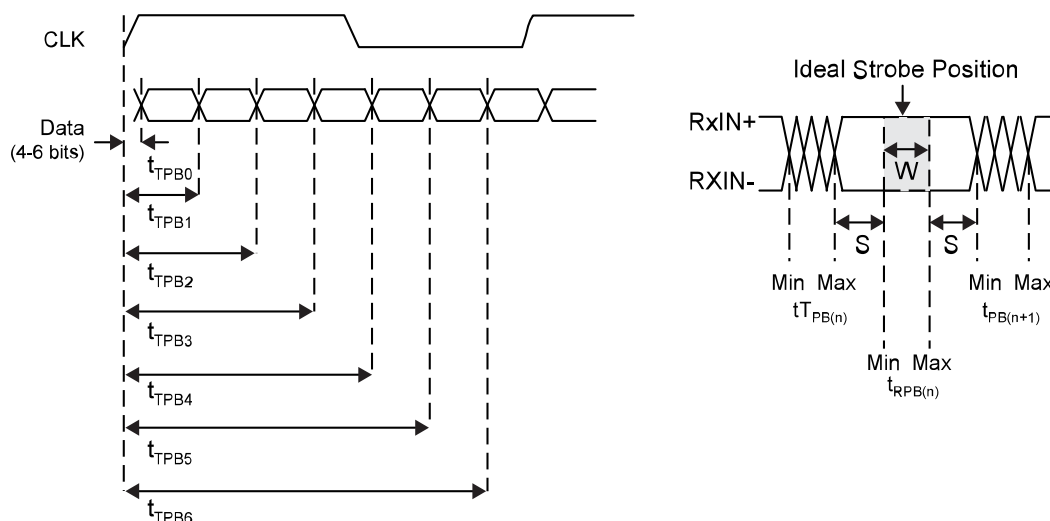 CLK
Data
(4-6 bits)
tTPB0
tTPB1
tTPB2
tTPB3
tTPB4
tTPB5
tTPB6
Ideal Strobe Position
RxIN+
RXIN-
W
S
S
Min Max
tTPB(n)
Min Max
tPB(n+1)
Min Max
tRPB(n)